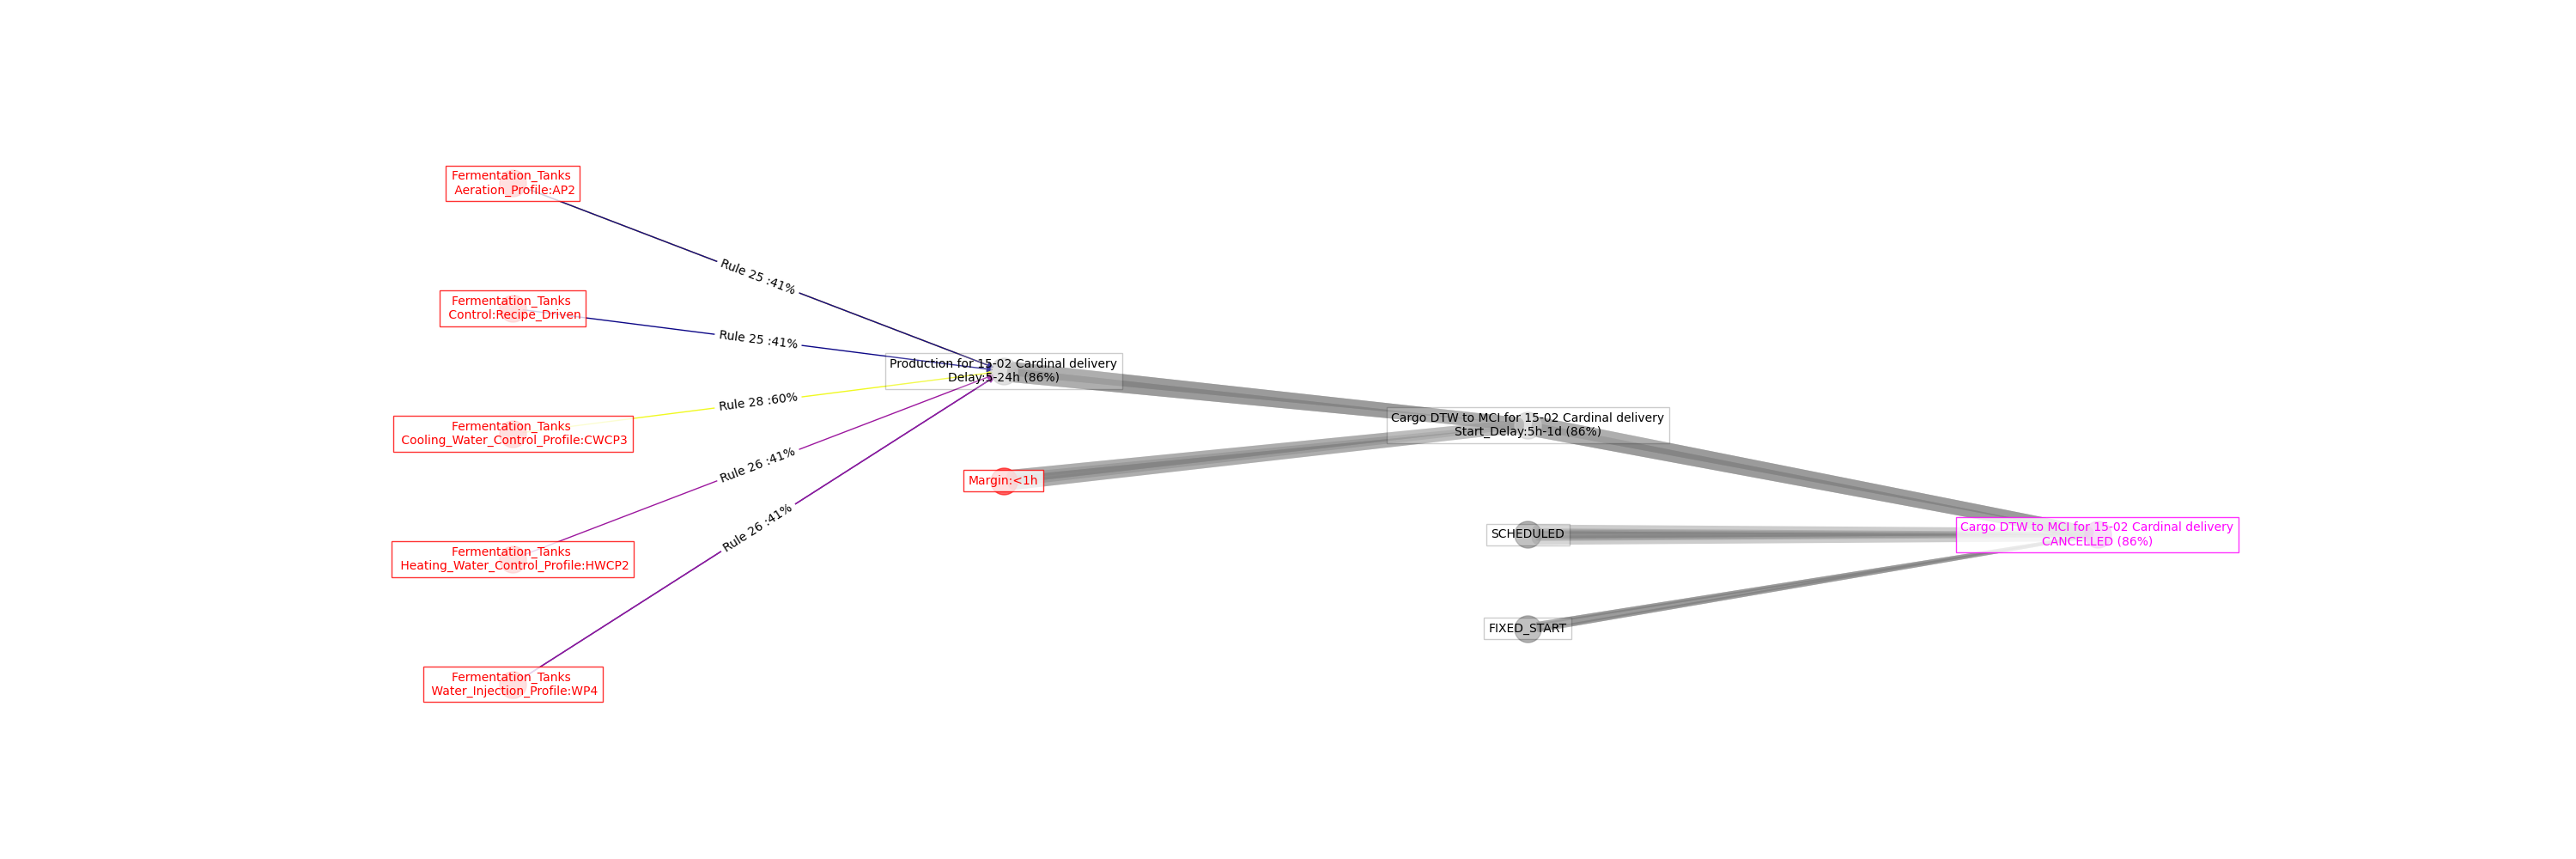 Fermentation_Tanks
Aeration_Profile:AP2
Rule 25 :41%
Fermentation_Tanks
Control:Recipe_Driven
Rule 25 :41%
Production for 15-02 Cardinal delivery
Delay:5-24h (86%)
Rule 28 :60%
Fermentation_Tanks
Cooling_Water_Control_Profile:CWCP3
Cargo DTW to MCI for 15-02 Cardinal delivery
Start_Delay:5h-1d (86%)
Rule 26 :41%
Margin:<1h
Rule 26 :41%
SCHEDULED
Cargo DTW to MCI for 15-02 Cardinal delivery
CANCELLED (86%)
Fermentation_Tanks
Heating_Water_Control_Profile:HWCP2
FIXED_START
Fermentation_Tanks
Water_Injection_Profile:WP4